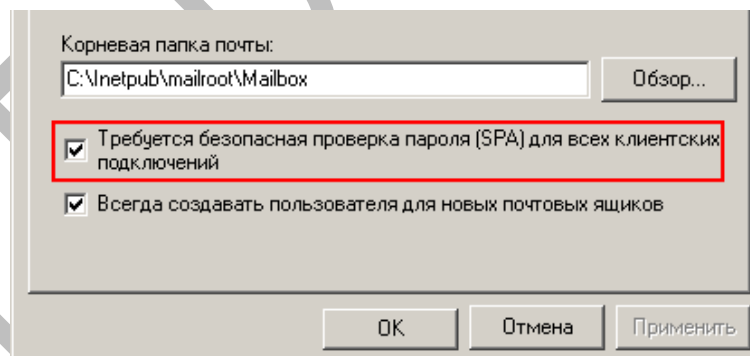 Корневая папка почты:
C:\Inetpub\mailroot\Mailbox
Обзор...
Требуется безопасная проверка пароля (SPA) для всех клиентских
подключений
Всегда создавать пользователя для новых почтовых ящиков
OK
Отмена
Применить